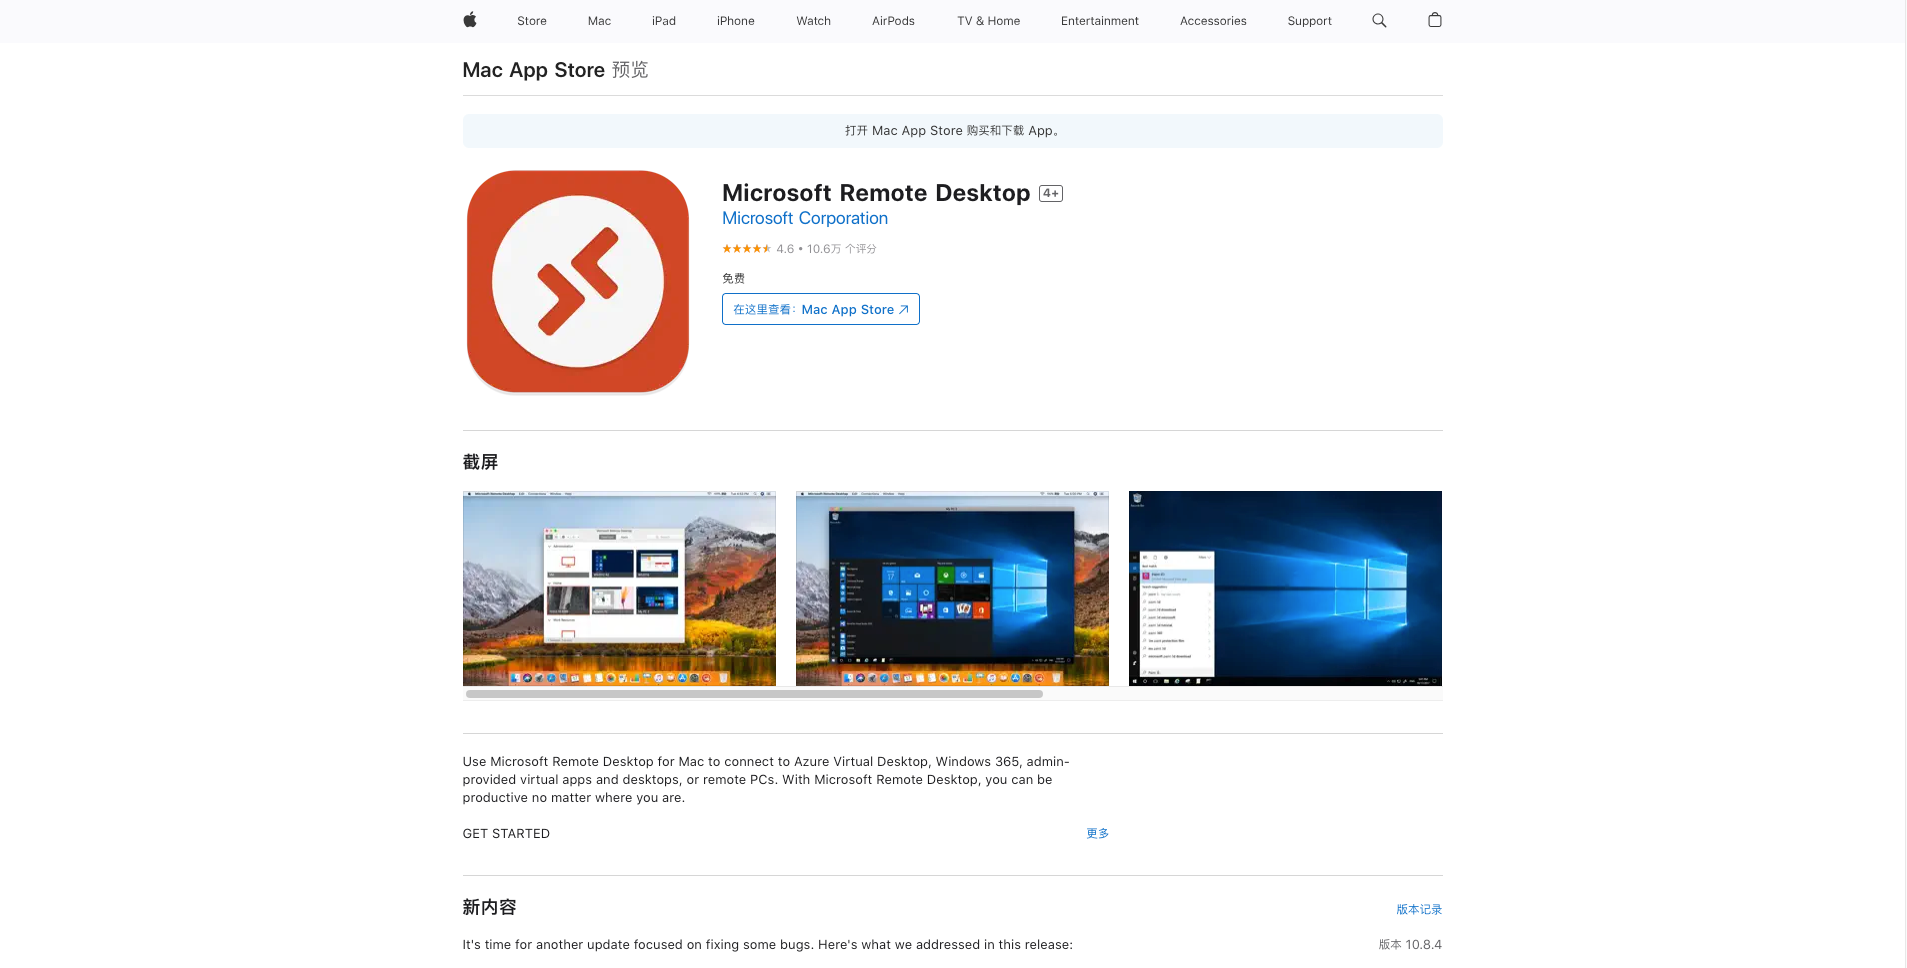 Store
Mac
iPad
iPhone
Watch
AirPods
TV & Home
Entertainment
Accessories
Support
Mac App Store 预览
打开 Mac App Store 购买和下载 App。
Microsoft Remote Desktop 4+
Microsoft Corporation
4.6 • 10.6万 个评分
免费
在这里查看：Mac App Store
截屏
Use Microsoft Remote Desktop for Mac to connect to Azure Virtual Desktop, Windows 365, admin-
provided virtual apps and desktops, or remote PCs. With Microsoft Remote Desktop, you can be
productive no matter where you are.
GET STARTED
更多
新内容
版本记录
It's time for another update focused on fixing some bugs. Here's what we addressed in this release:
版本 10.8.4